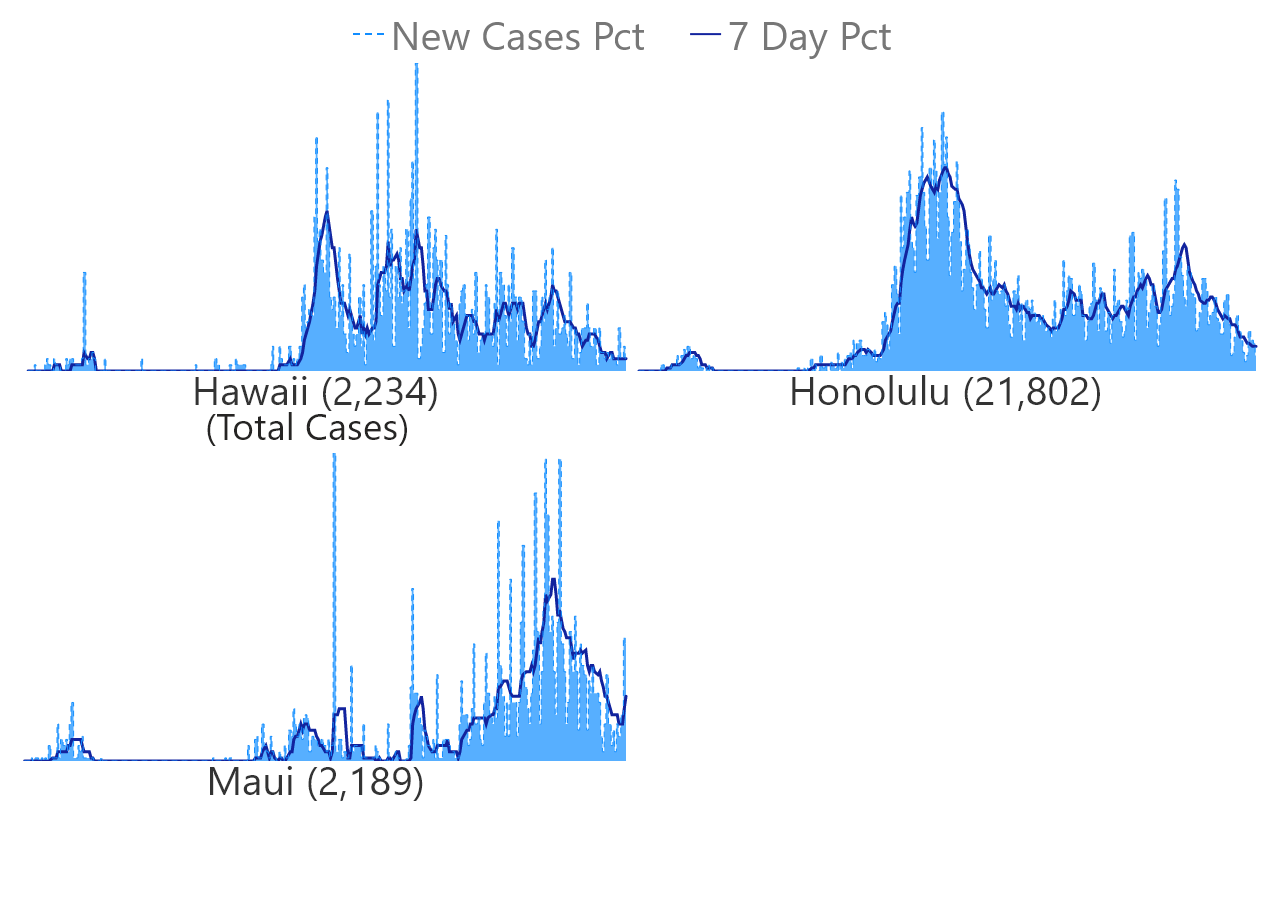 New Cases Pct 7 Day Pct
Hawaii (2,234)
(Total Cases)
Honolulu (21,802)
Maui (2,189)